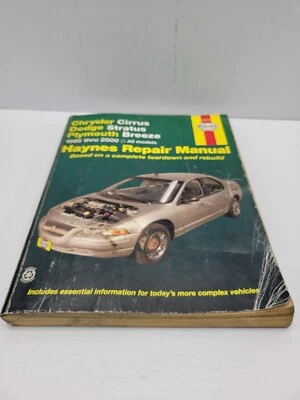 Chrysler Cirrus
Dodge Stratus
Plymouth Breeze
1995 thru 2000 □ All models
Haynes Repair Manual
Based on a complete teardown and rebuild
Includes essential information for today's more complex vehicles